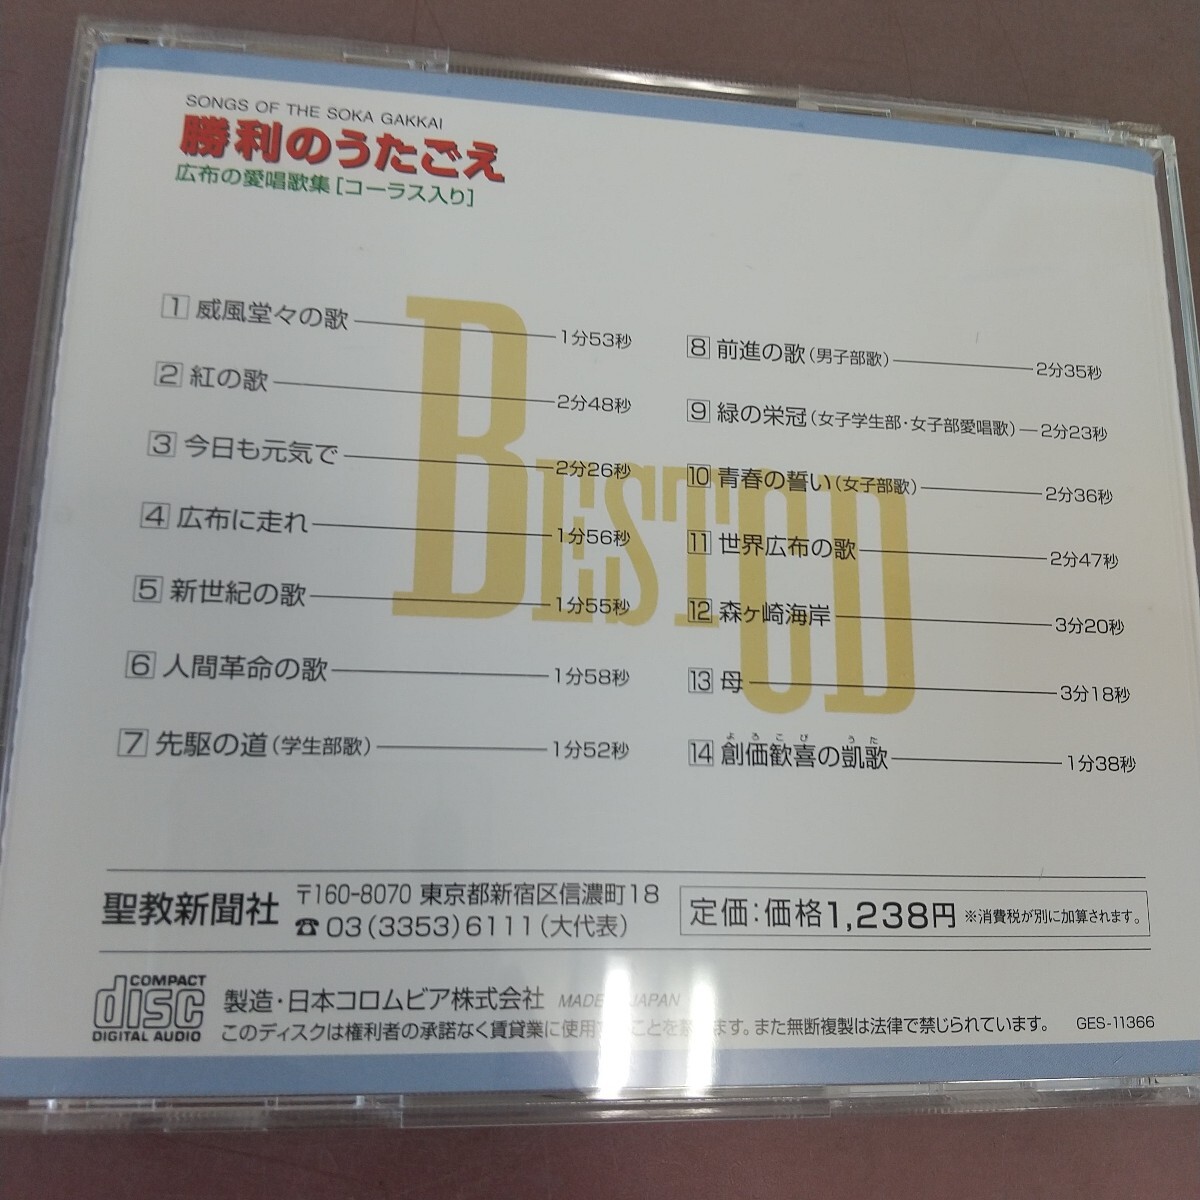 SONGS OF THE SOKA GAKKAI
勝利のうたごえ
広布の愛唱歌集[コーラス入り]
BEST CD
1 威風堂々の歌 1分53秒
2 紅の歌 2分48秒
3 今日も元気で 2分26秒
4 広布に走れ 1分56秒
5 新世紀の歌 1分55秒
6 人間革命の歌 1分58秒
7 先駆の道(学生部歌) 1分52秒
8 前進の歌(男子部歌) 2分35秒
9 緑の栄冠(女子学生部・女子部愛唱歌) 2分23秒
10 青春の誓い(女子部歌) 2分36秒
11 世界広布の歌 2分47秒
12 森ヶ崎海岸 3分20秒
13 母 3分18秒
よろこび うた
14 創価歓喜の凱歌 1分38秒
聖教新聞社
〒160-8070 東京都新宿区信濃町18
☎03(3353)6111(大代表)
定価:価格1,238円 ※消費税が別に加算されます。
COMPACT disc DIGITAL AUDIO
製造・日本コロムビア株式会社 MADE JAPAN
このディスクは権利者の承諾なく賃貸業に使用することを禁じます。また無断複製は法律で禁じられています。 GES-11366